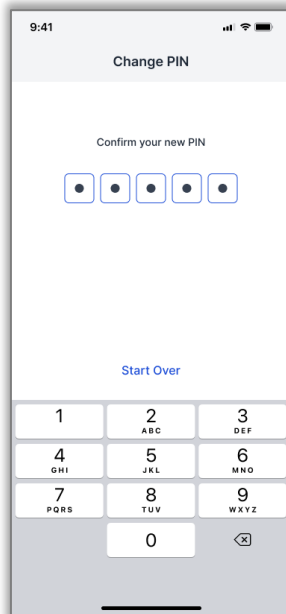 9:41
Change PIN
Confirm your new PIN
Start Over
1
2
ABC
3
DEF
4
GHI
5
JKL
6
MNO
7
PQRS
8
TUV
9
WXYZ
0